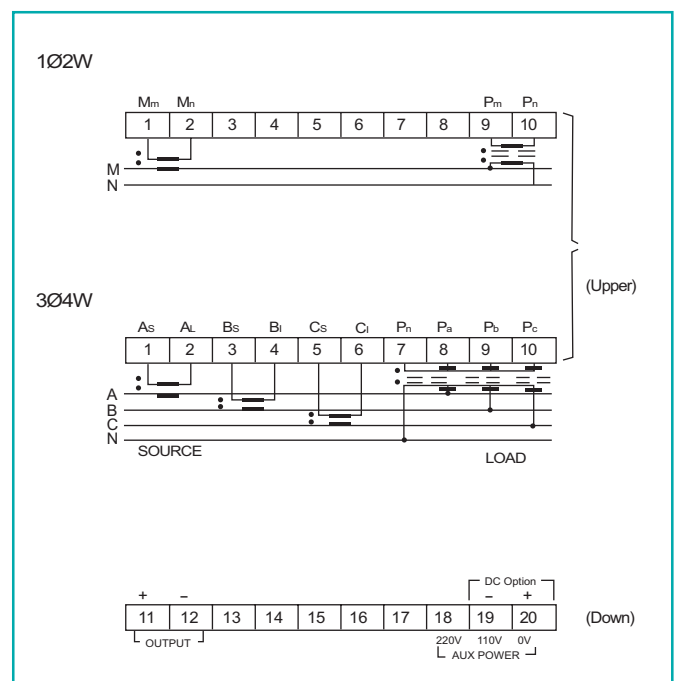 1Ø2W
Mm Mn Pm Pn
1 2 3 4 5 6 7 8 9 10
M
N
(Upper)
3Ø4W
As AL Bs Bl Cs Cl Pn Pa Pb Pc
1 2 3 4 5 6 7 8 9 10
A
B
C
N
SOURCE LOAD
DC Option
+ – – +
11 12 13 14 15 16 17 18 19 20 (Down)
OUTPUT 220V 110V 0V
AUX POWER